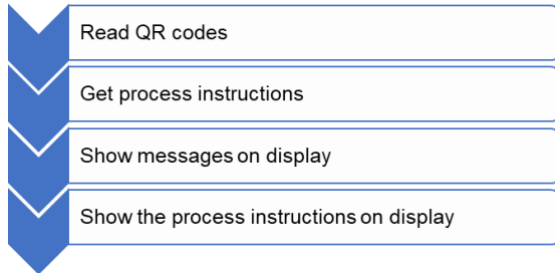 Read QR codes
Get process instructions
Show messages on display
Show the process instructions on display